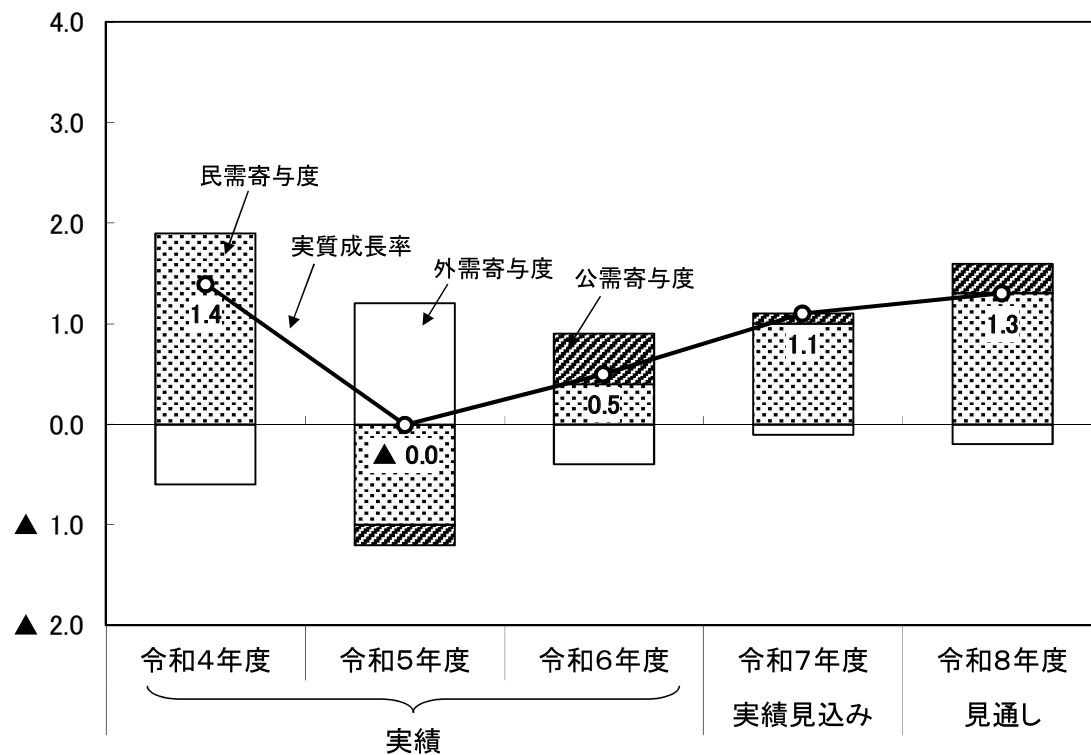 4.0
3.0
2.0
1.0
0.0
▲ 1.0
▲ 2.0
民需寄与度
実質成長率
外需寄与度
公需寄与度
1.4
▲ 0.0
0.5
1.1
1.3
令和4年度
令和5年度
令和6年度
令和7年度
令和8年度
実績
実績見込み
見通し